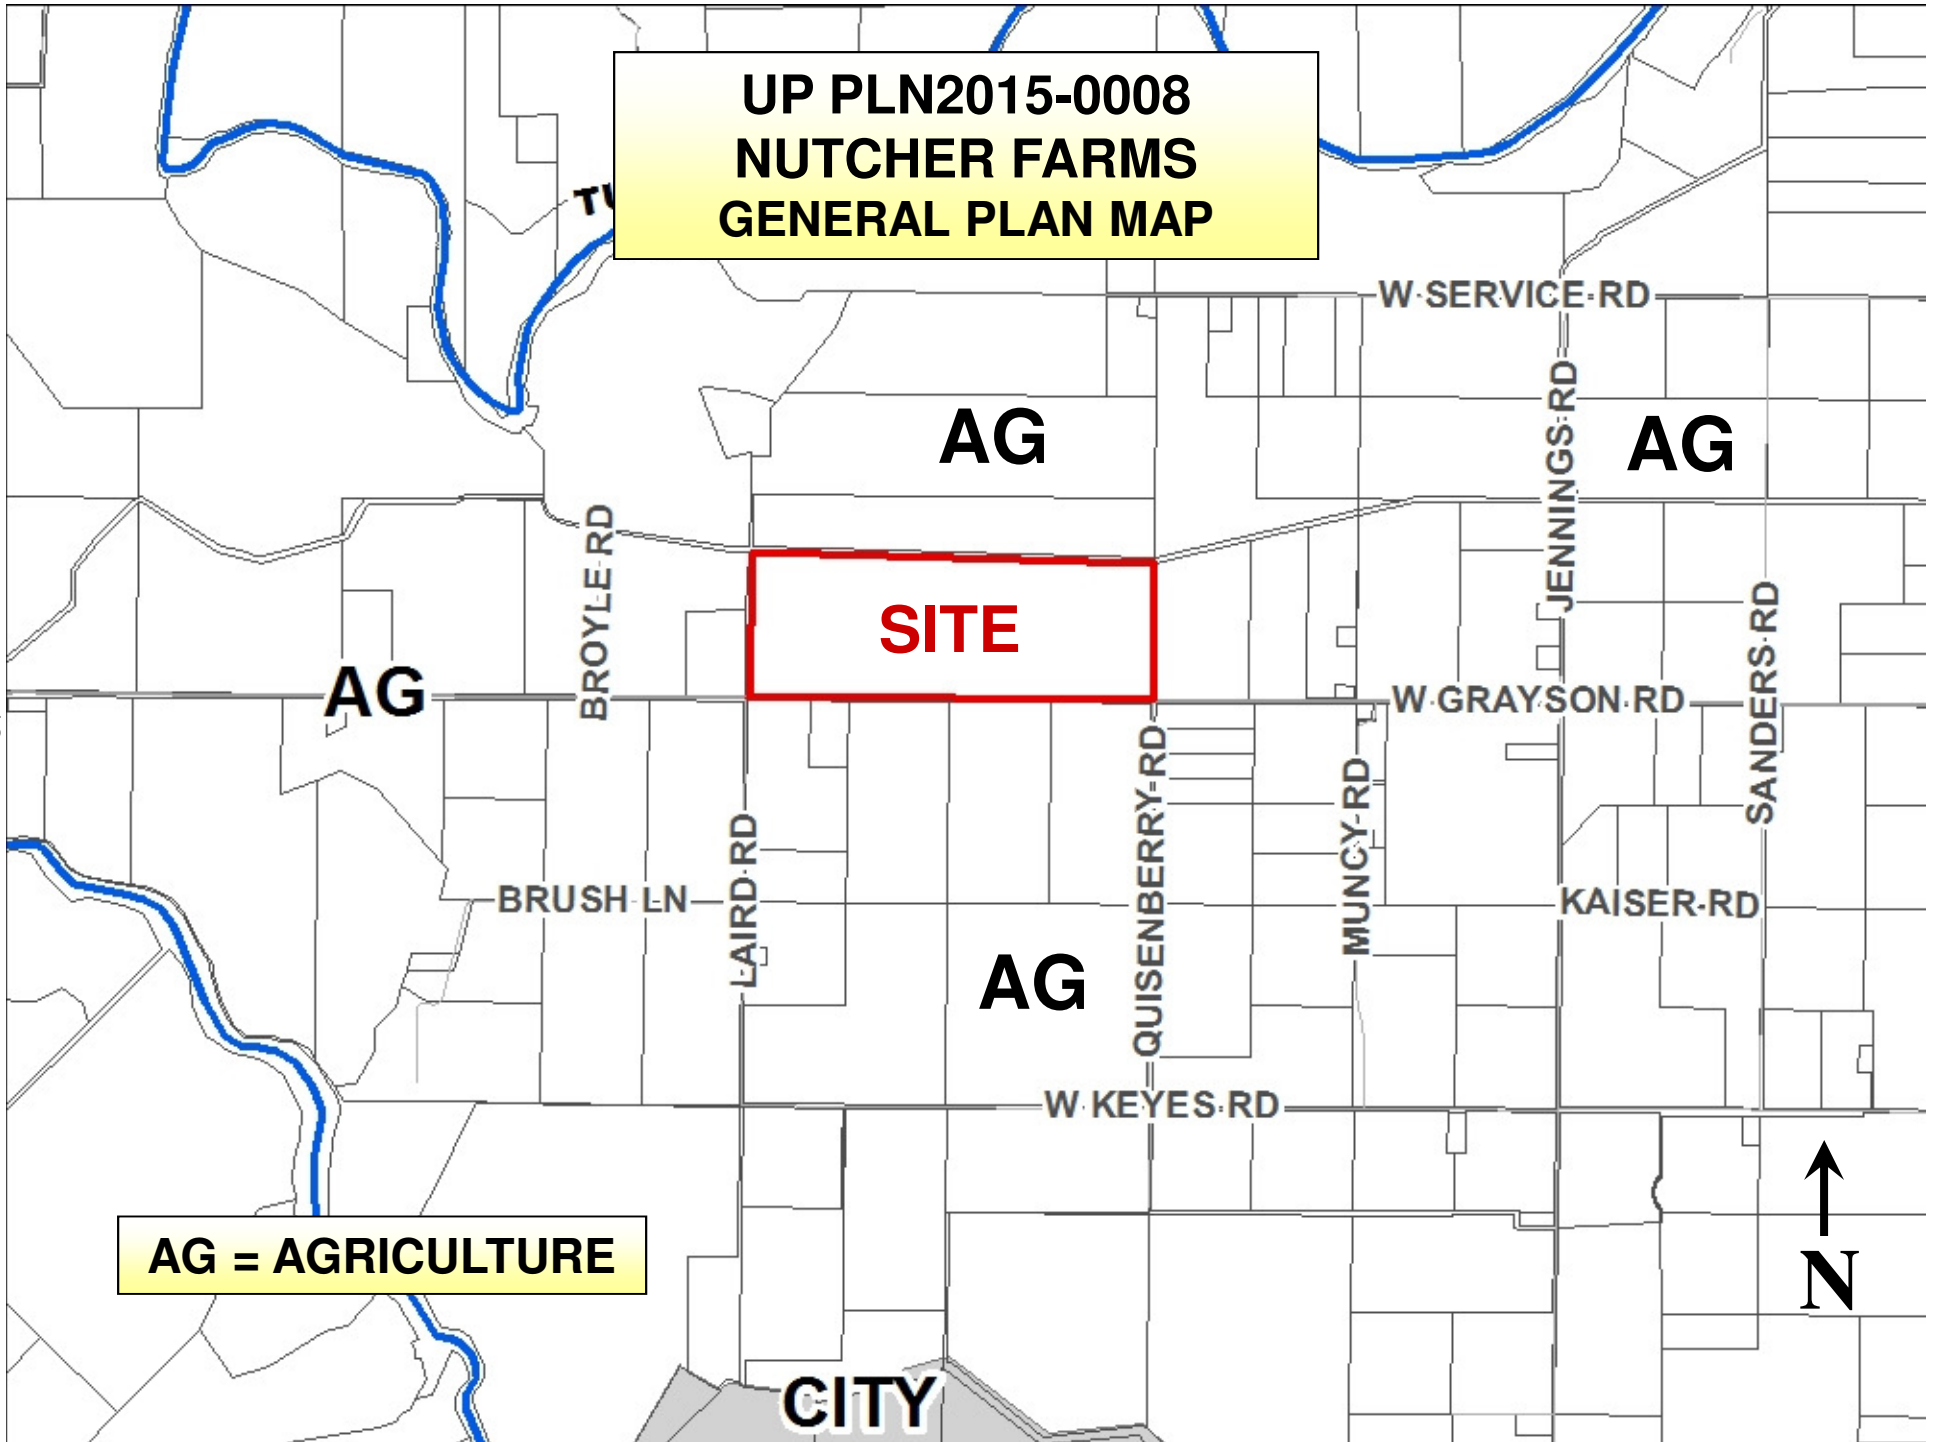 UP PLN2015-0008
NUTCHER FARMS
GENERAL PLAN MAP
W SERVICE RD
AG
AG
JENNINGS RD
BROYLE RD
SITE
SANDERS RD
AG
W GRAYSON RD
QUISENBERRY RD
MUNCY RD
LAIRD RD
BRUSH LN
KAISER RD
AG
W KEYES RD
AG = AGRICULTURE
N
CITY